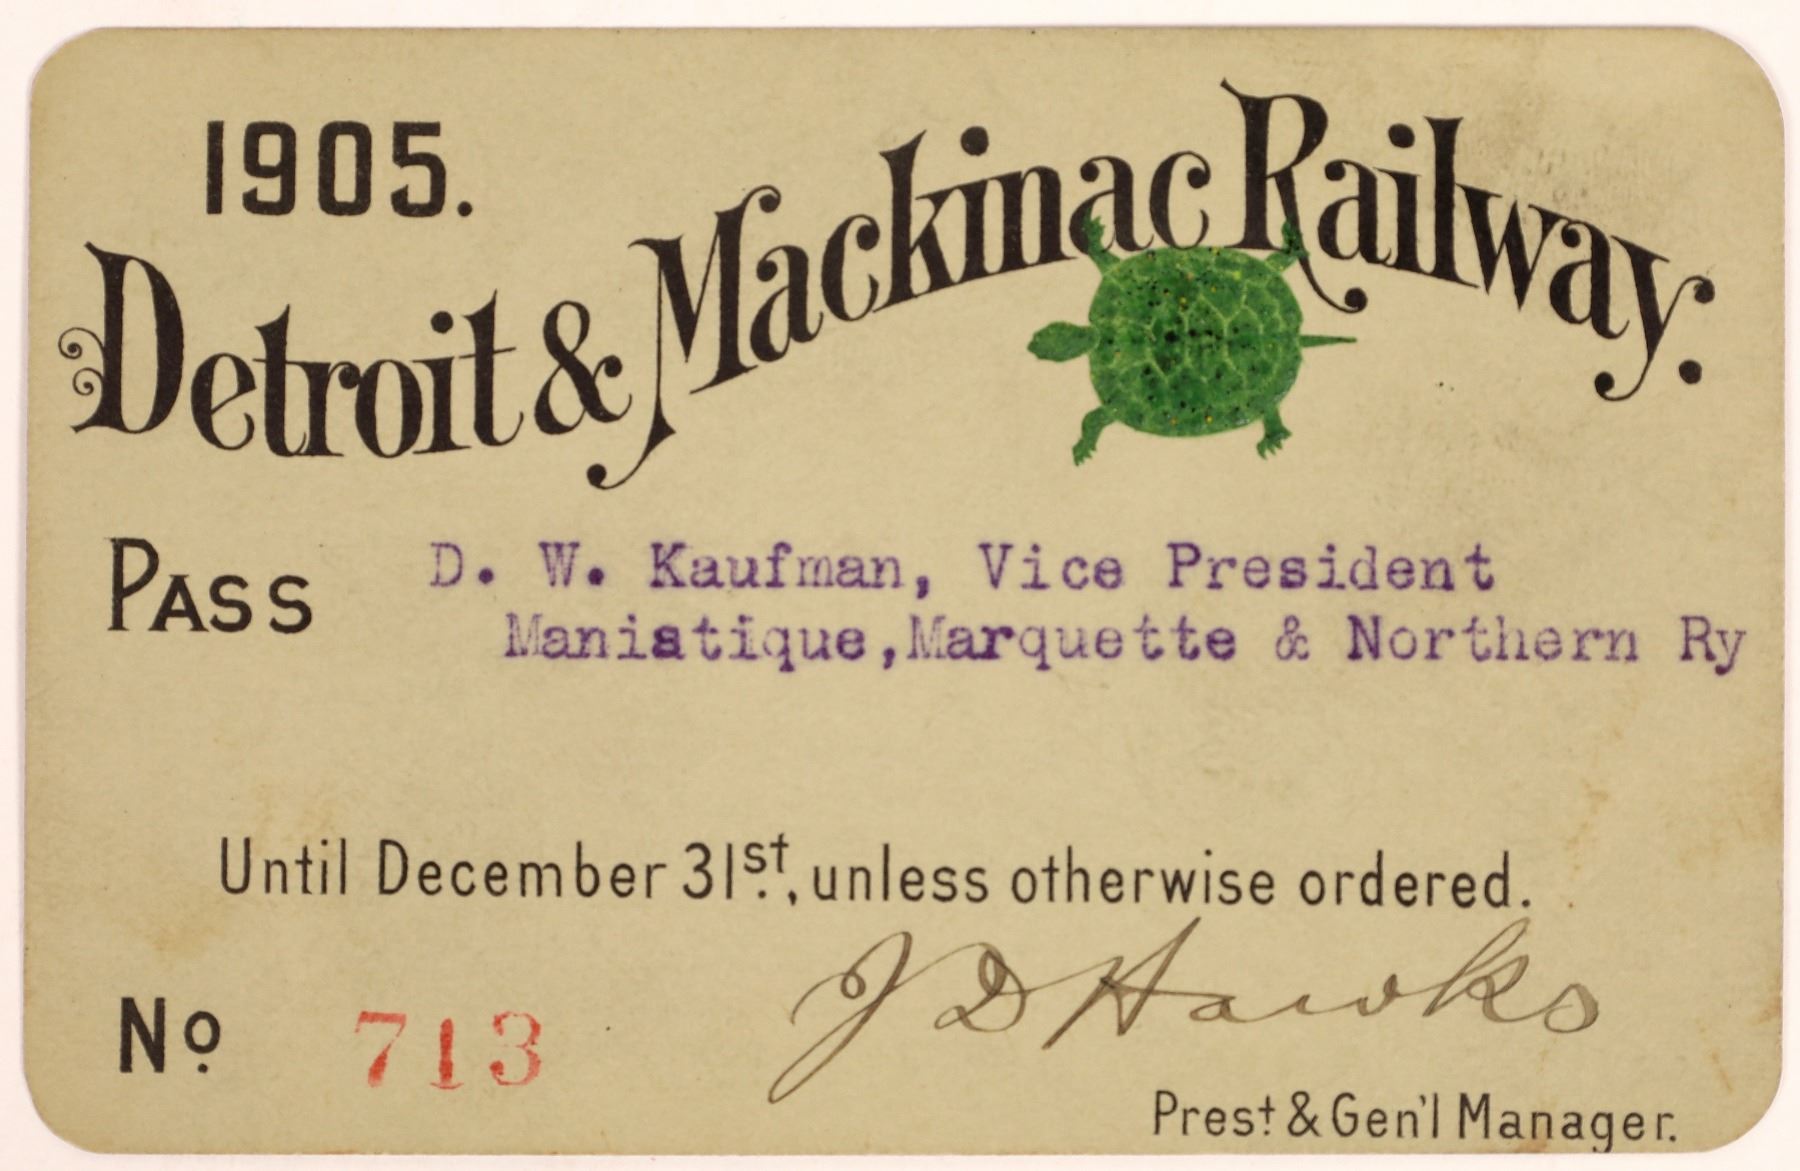 1905.
Detroit & Mackinac Railway.
PASS D. W. Kaufman, Vice President
Manistique, Marquette & Northern Ry
Until December 31st., unless otherwise ordered.
J D Hawks
No. 713
Prest & Gen'l Manager.